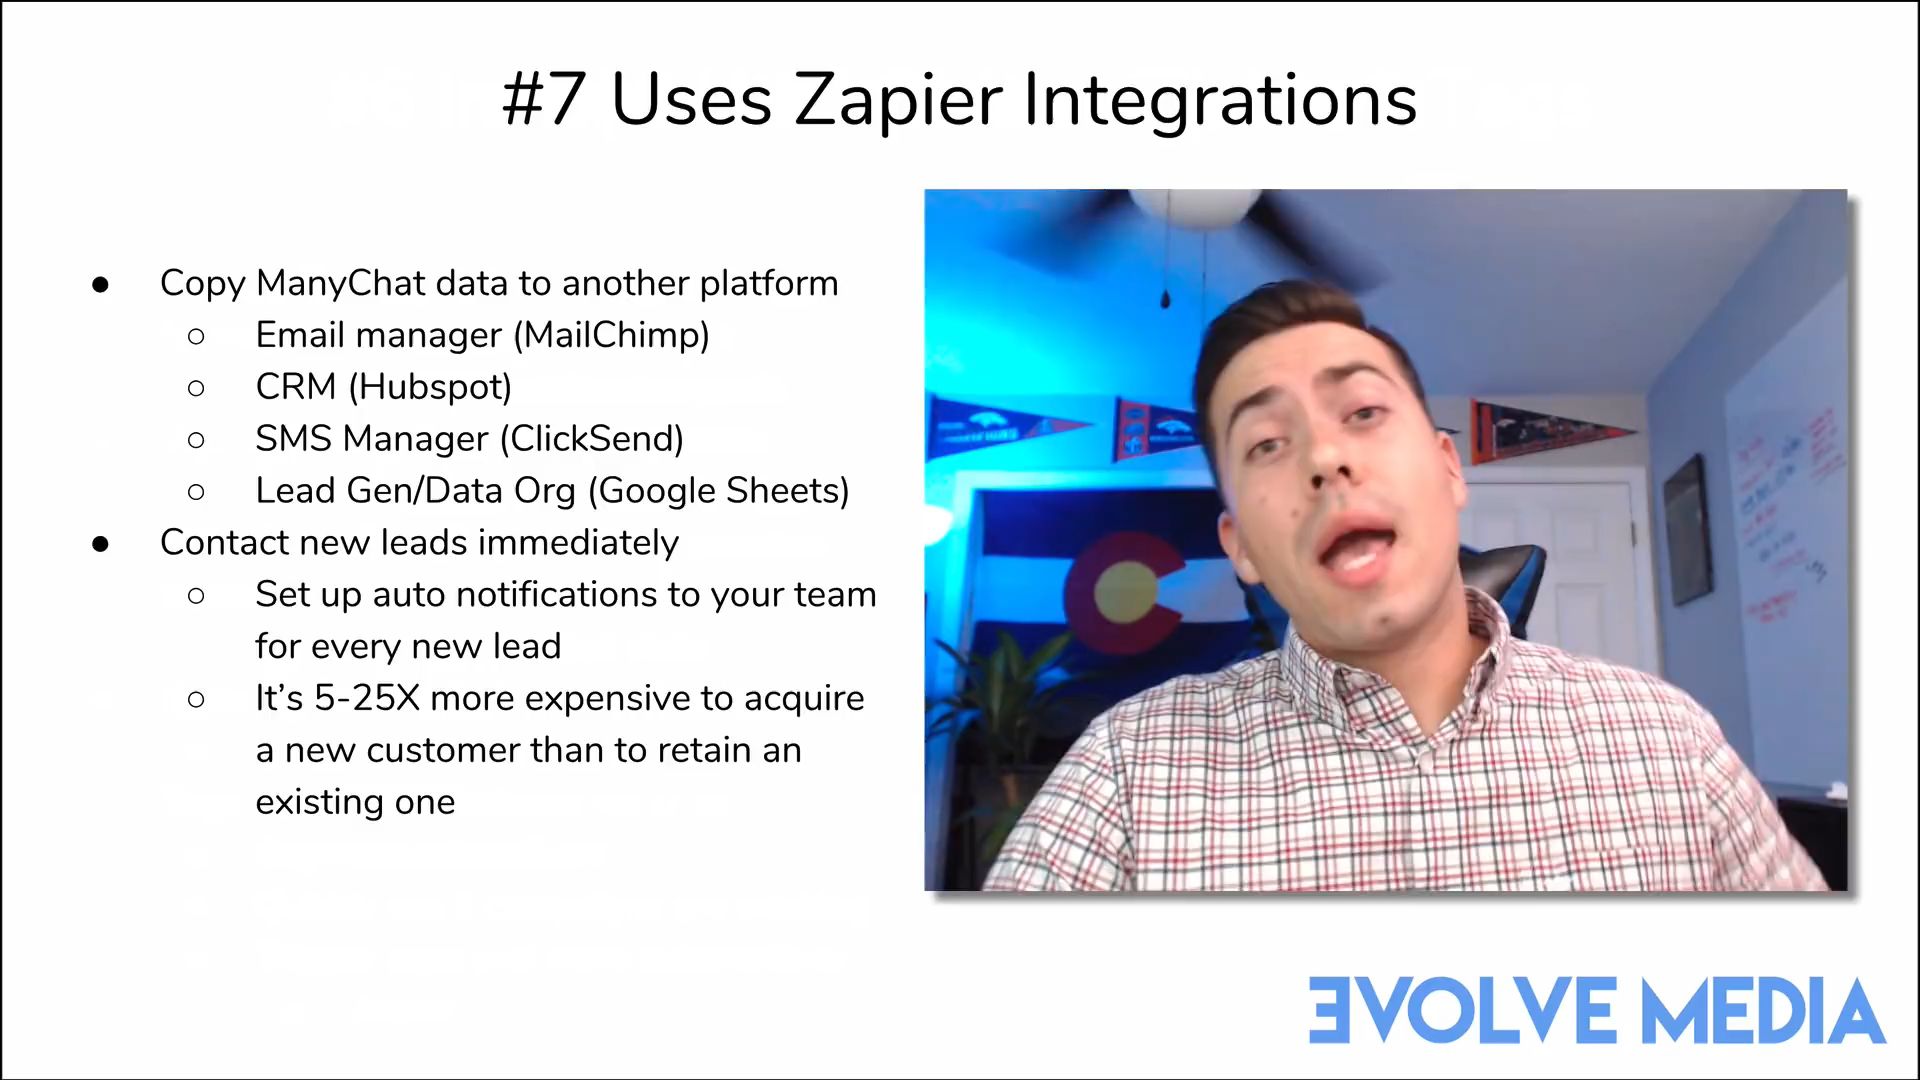 #7 Uses Zapier Integrations
● Copy ManyChat data to another platform
○ Email manager (MailChimp)
○ CRM (Hubspot)
○ SMS Manager (ClickSend)
○ Lead Gen/Data Org (Google Sheets)
● Contact new leads immediately
○ Set up auto notifications to your team
for every new lead
○ It’s 5-25X more expensive to acquire
a new customer than to retain an
existing one
EVOLVE MEDIA